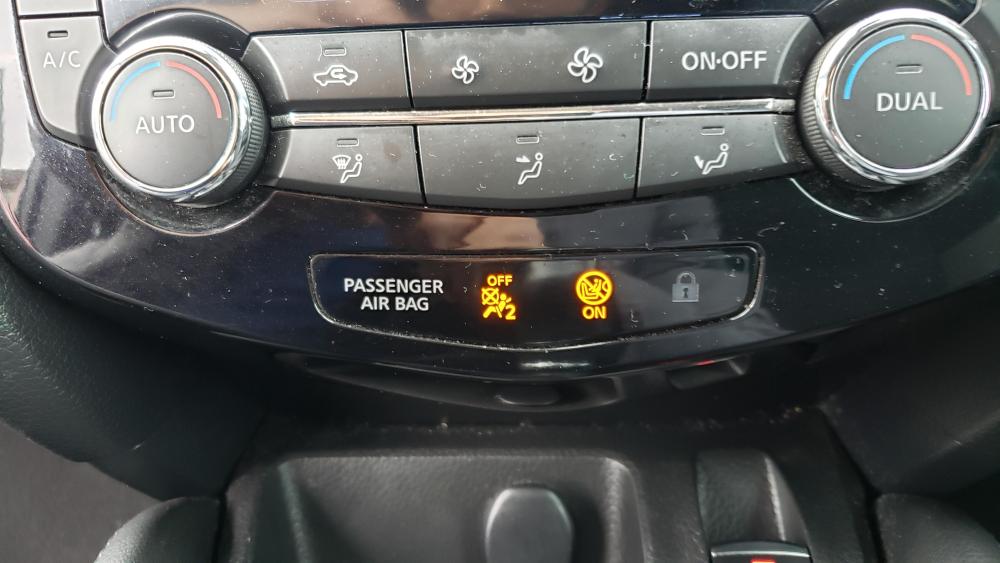 A/C
AUTO
ON·OFF
DUAL
PASSENGER
AIR BAG
OFF
2
ON